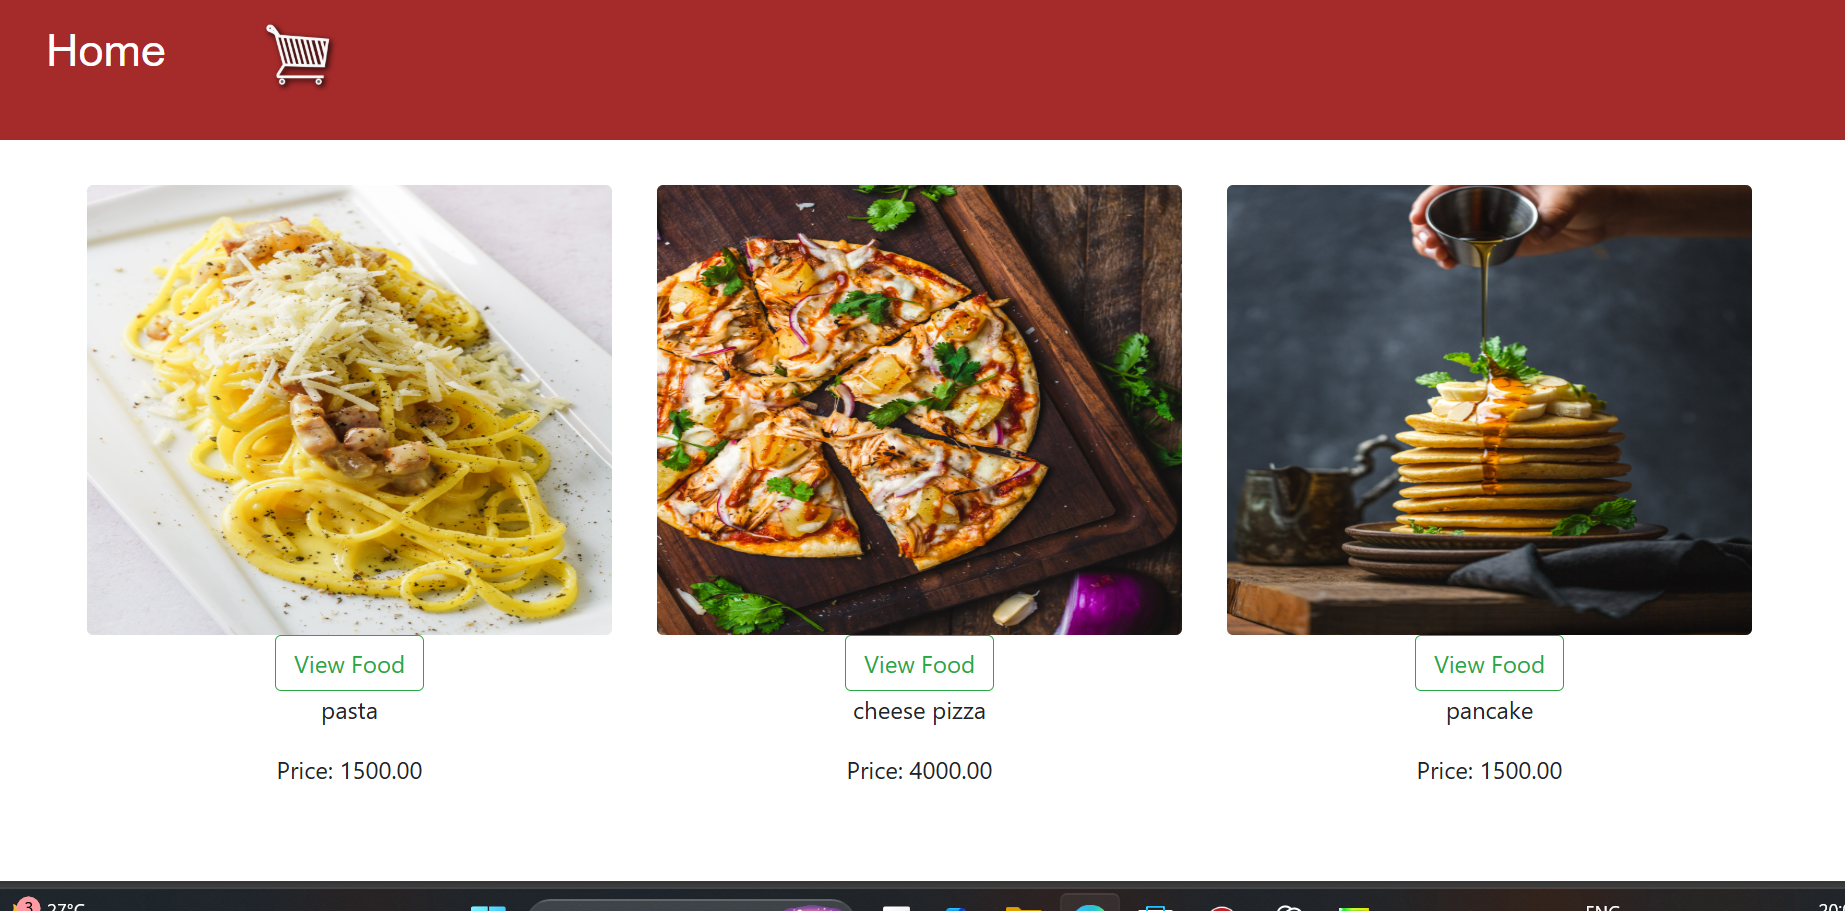 Home
View Food
View Food
View Food
pasta
cheese pizza
pancake
Price: 1500.00
Price: 4000.00
Price: 1500.00
3
27°C